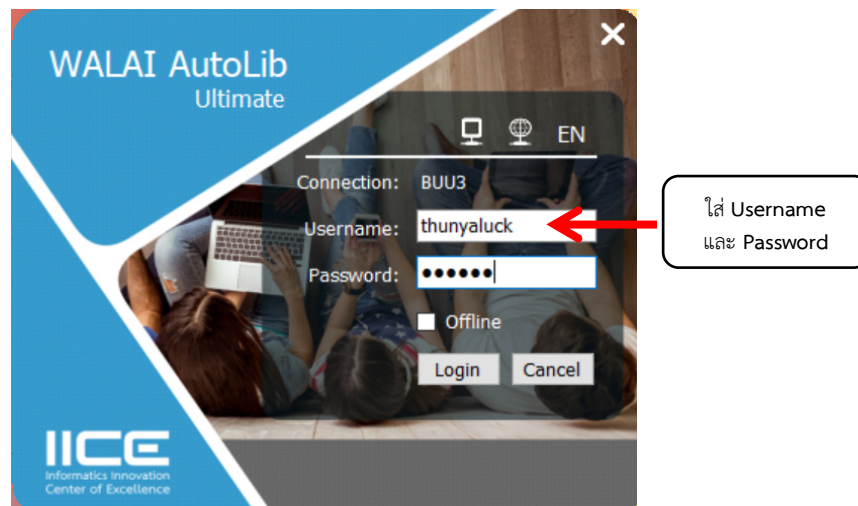 WALAI AutoLib
Ultimate
EN
Connection: BUU3
Username: thunyaluck
Password: ●●●●●●
Offline
Login Cancel
ใส่ Username
และ Password
IICE
Informatics Innovation
Center of Excellence